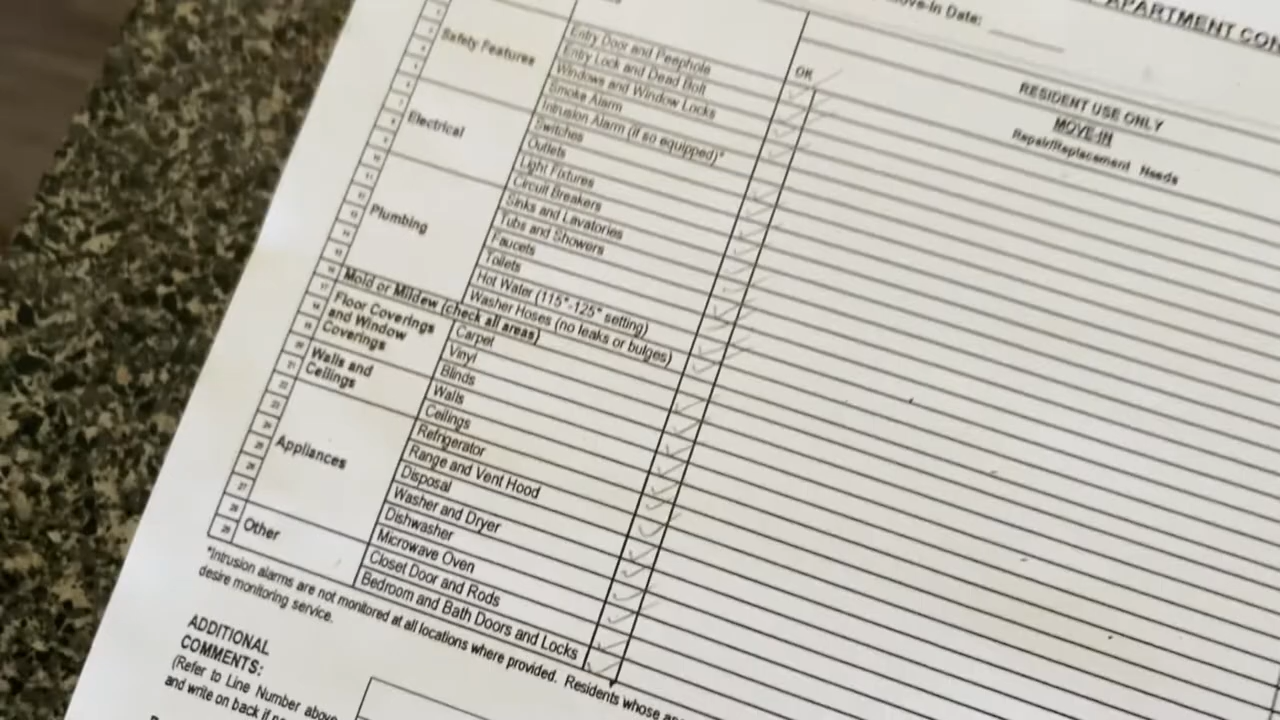 APARTMENT CON
Move-In Date:
OK
RESIDENT USE ONLY
MOVE-IN
Repair/Replacement Needs
Safety Features
Entry Door and Peephole
Entry Lock and Dead Bolt
Windows and Window Locks
Smoke Alarm
Intrusion Alarm (if so equipped)*
Electrical
Switches
Outlets
Light Fixtures
Circuit Breakers
Plumbing
Sinks and Lavatories
Tubs and Showers
Faucets
Toilets
Hot Water (115°-125° setting)
Washer Hoses (no leaks or bulges)
Mold or Mildew (check all areas)
Floor Coverings
and Window
Coverings
Carpet
Vinyl
Blinds
Walls and
Ceilings
Walls
Ceilings
Appliances
Refrigerator
Range and Vent Hood
Disposal
Washer and Dryer
Dishwasher
Microwave Oven
Other
Closet Door and Rods
Bedroom and Bath Doors and Locks
*Intrusion alarms are not monitored at all locations where provided. Residents whose
desire monitoring service.
ADDITIONAL
COMMENTS:
(Refer to Line Number above
and write on back if